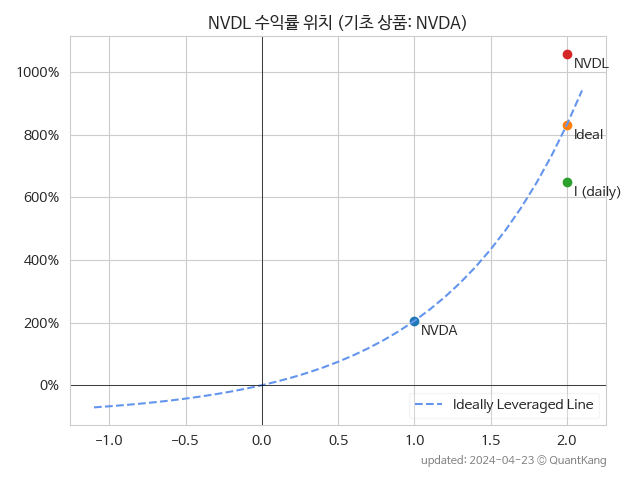 NVDL 수익률 위치 (기초 상품: NVDA)
1000%
800%
600%
400%
200%
0%
NVDL
Ideal
I (daily)
NVDA
Ideally Leveraged Line
−1.0
−0.5
0.0
0.5
1.0
1.5
2.0
updated: 2024-04-23 © QuantKang